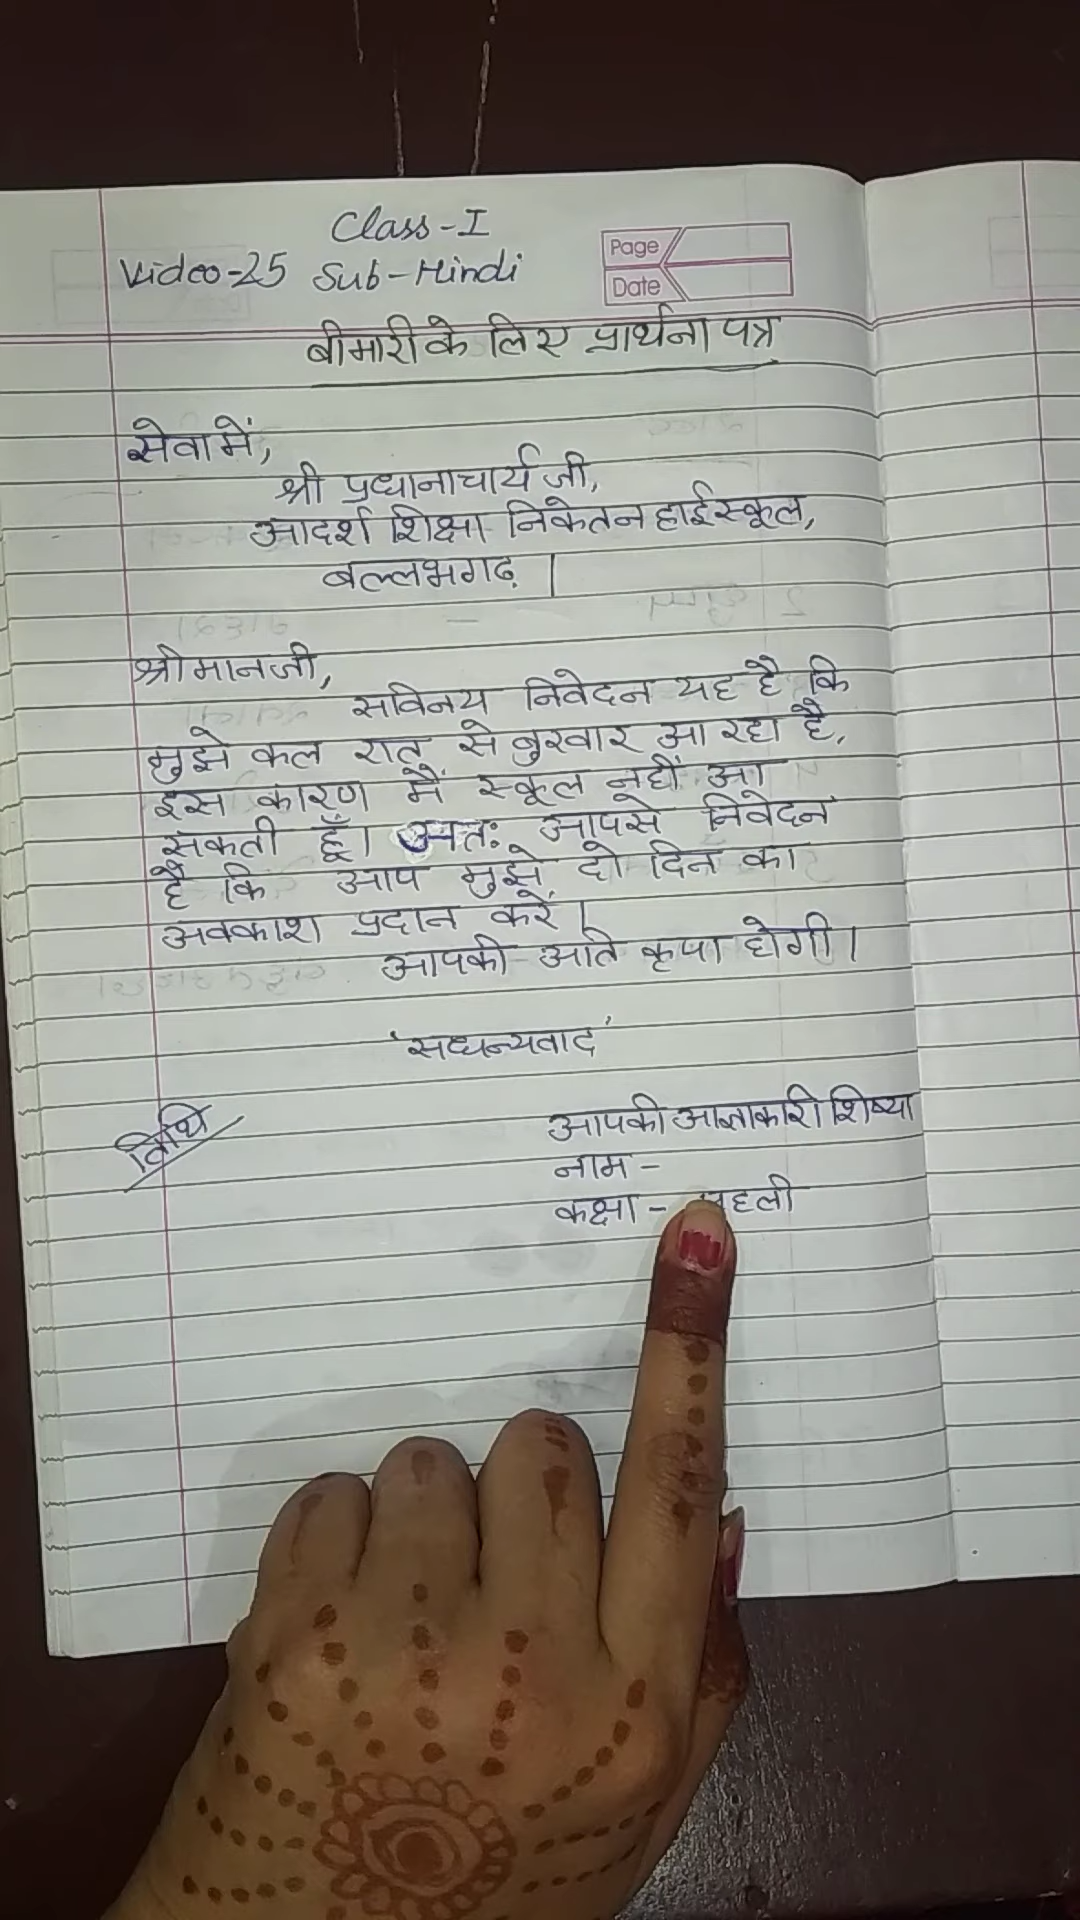 Class-I
Video-25 Sub-Hindi
Page
Date
बीमारी के लिए प्रार्थना पत्र
सेवा में,
श्री प्रधानाचार्य जी,
आदर्श शिक्षा निकेतन हाई स्कूल,
बल्लभगढ़ |
श्रीमान जी,
सविनय निवेदन यह है कि
मुझे कल रात से बुखार आ रहा है,
इस कारण मैं स्कूल नहीं आ
सकती हूँ। अतः आपसे निवेदन
है कि आप मुझे दो दिन का
अवकाश प्रदान करें |
आपकी अति कृपा होगी।
'सधन्यवाद'
आपकी आज्ञाकारी शिष्या
नाम -
कक्षा - पहली